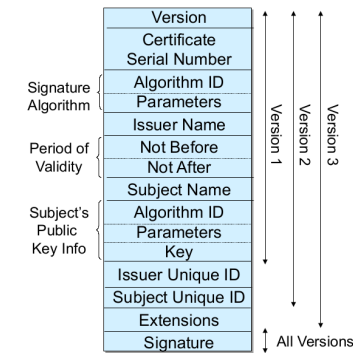 Version
Certificate
Serial Number
Signature
Algorithm
Algorithm ID
Parameters
Issuer Name
Period of
Validity
Not Before
Not After
Subject Name
Subject's
Public
Key Info
Algorithm ID
Parameters
Key
Issuer Unique ID
Subject Unique ID
Extensions
Signature
Version 1
Version 2
Version 3
All Versions